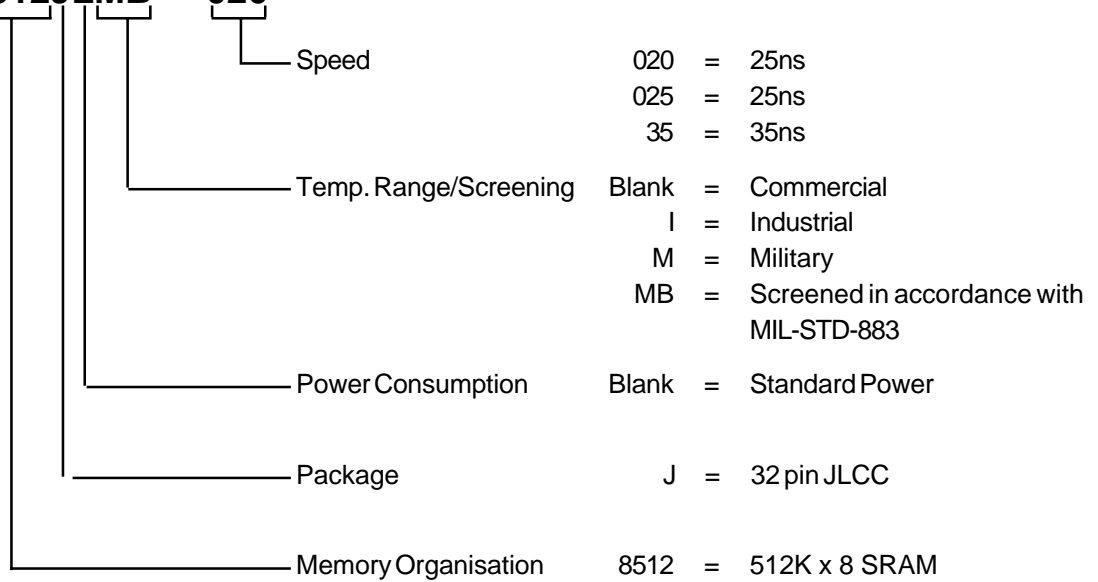 Speed 020 = 25ns
025 = 25ns
35 = 35ns
Temp. Range/Screening Blank = Commercial
I = Industrial
M = Military
MB = Screened in accordance with
MIL-STD-883
Power Consumption Blank = Standard Power
Package J = 32 pin JLCC
Memory Organisation 8512 = 512K x 8 SRAM